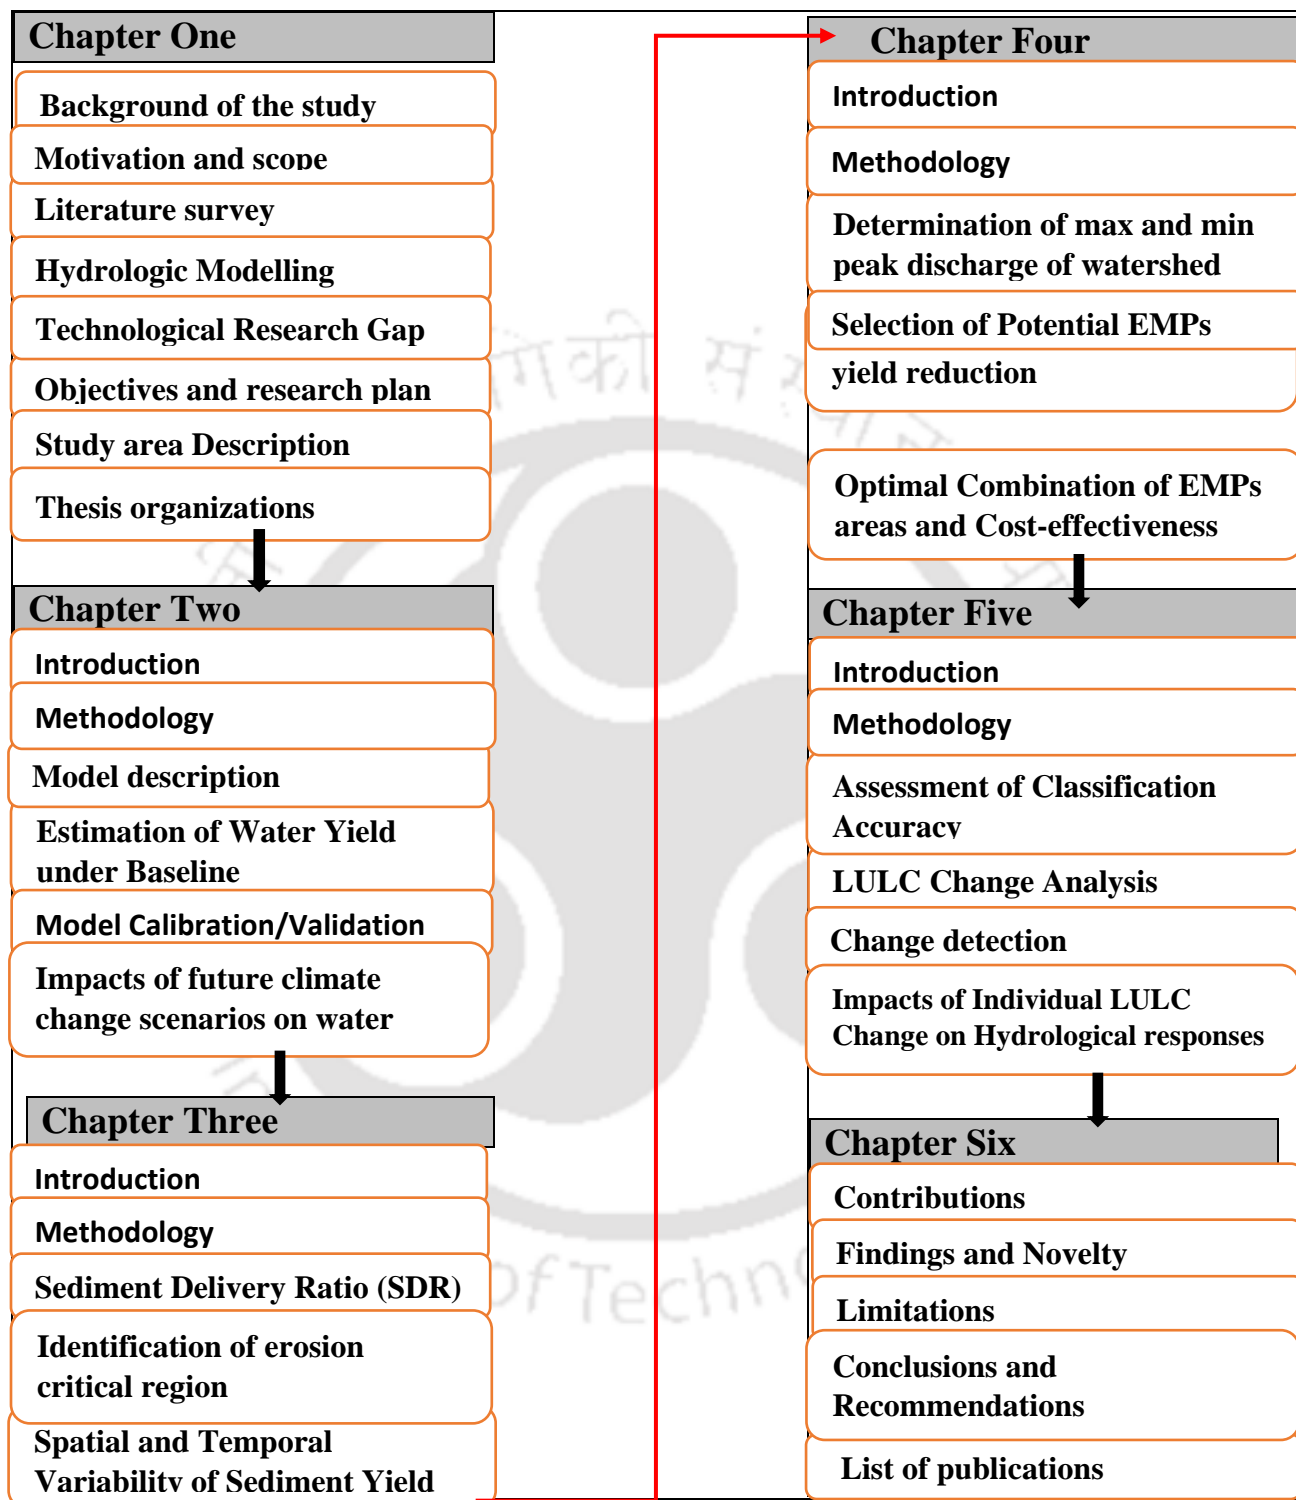 Chapter One
Background of the study
Motivation and scope
Literature survey
Hydrologic Modelling
Technological Research Gap
Objectives and research plan
Study area Description
Thesis organizations
Chapter Two
Introduction
Methodology
Model description
Estimation of Water Yield
under Baseline
Model Calibration/Validation
Impacts of future climate
change scenarios on water
Chapter Three
Introduction
Methodology
Sediment Delivery Ratio (SDR)
Identification of erosion
critical region
Spatial and Temporal
Variability of Sediment Yield
Chapter Four
Introduction
Methodology
Determination of max and min
peak discharge of watershed
Selection of Potential EMPs
yield reduction
Optimal Combination of EMPs
areas and Cost-effectiveness
Chapter Five
Introduction
Methodology
Assessment of Classification
Accuracy
LULC Change Analysis
Change detection
Impacts of Individual LULC
Change on Hydrological responses
Chapter Six
Contributions
Findings and Novelty
Limitations
Conclusions and
Recommendations
List of publications
of Techno